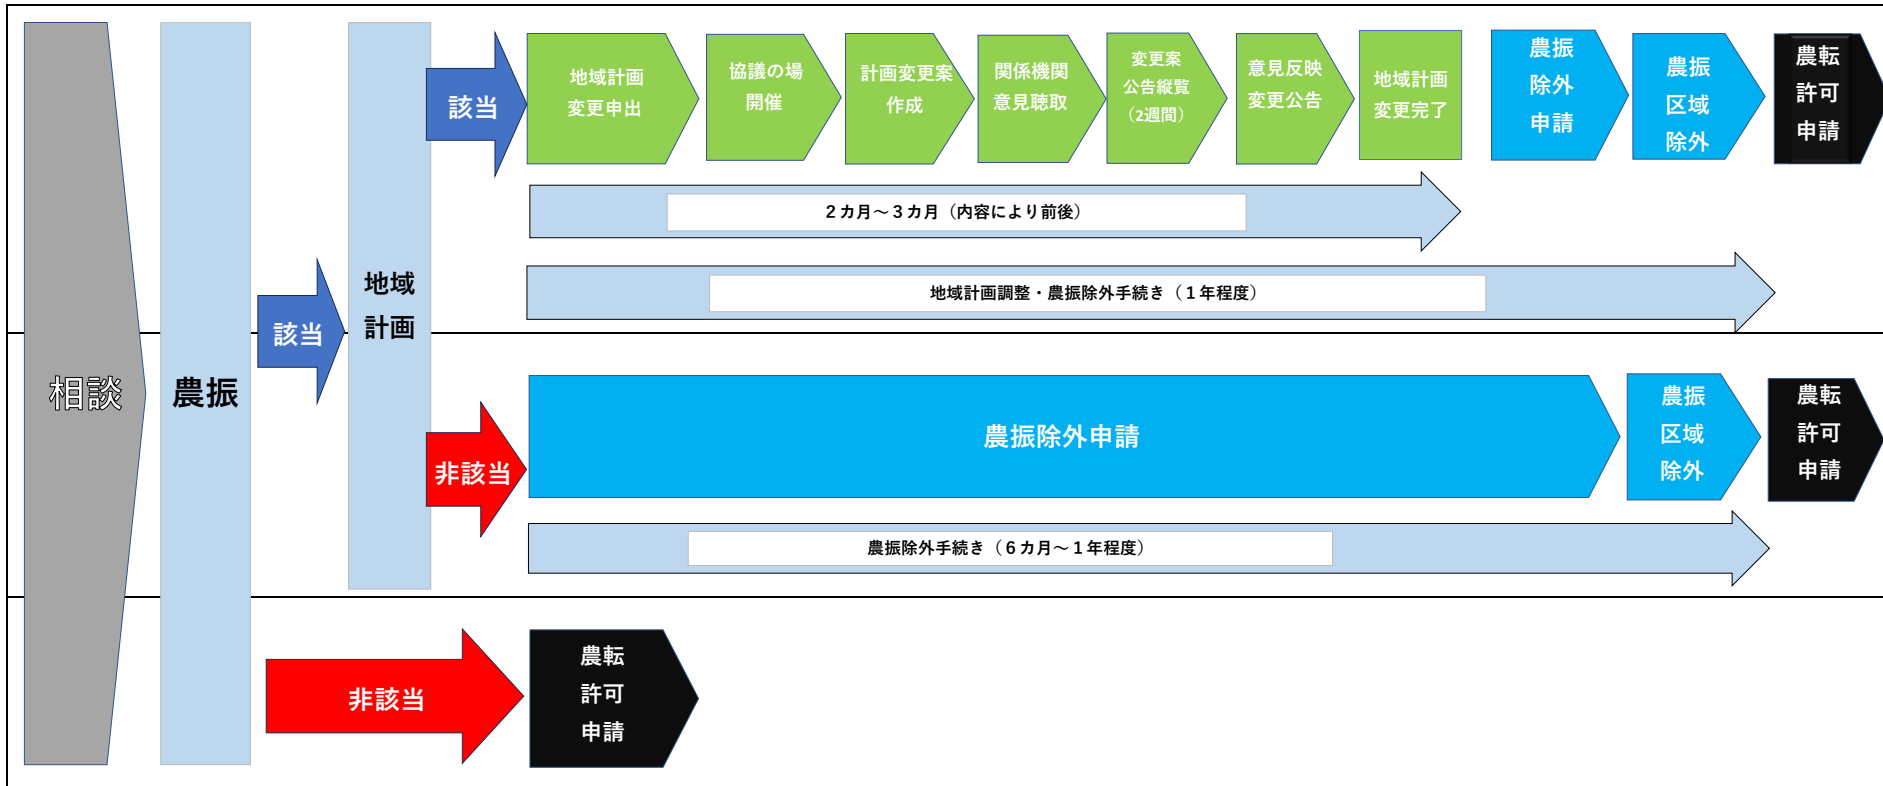 相談
農振
該当
地域
計画
該当
地域計画
変更申出
協議の場
開催
計画変更案
作成
関係機関
意見聴取
変更案
公告縦覧
（2週間）
意見反映
変更公告
地域計画
変更完了
農振
除外
申請
農振
区域
除外
農転
許可
申請
２カ月～３カ月（内容により前後）
地域計画調整・農振除外手続き（１年程度）
非該当
農振除外申請
農振
区域
除外
農転
許可
申請
農振除外手続き（６カ月～１年程度）
非該当
農転
許可
申請